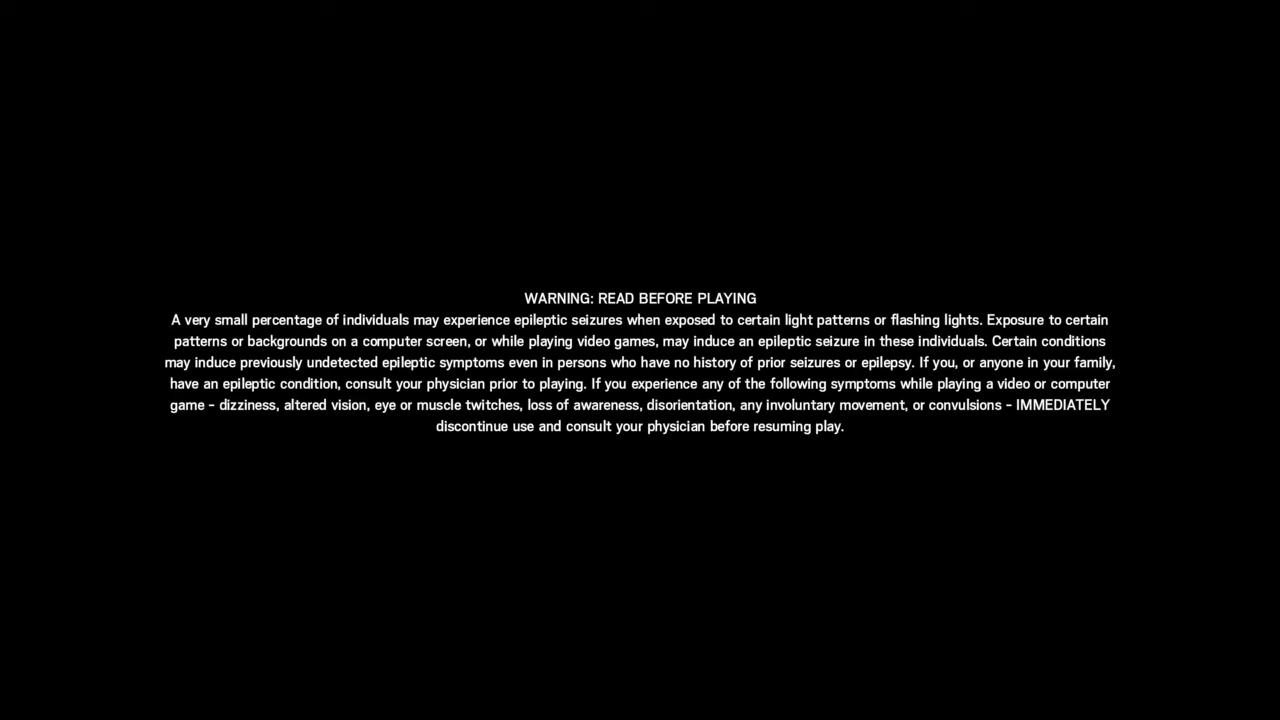 WARNING: READ BEFORE PLAYING
A very small percentage of individuals may experience epileptic seizures when exposed to certain light patterns or flashing lights. Exposure to certain
patterns or backgrounds on a computer screen, or while playing video games, may induce an epileptic seizure in these individuals. Certain conditions
may induce previously undetected epileptic symptoms even in persons who have no history of prior seizures or epilepsy. If you, or anyone in your family,
have an epileptic condition, consult your physician prior to playing. If you experience any of the following symptoms while playing a video or computer
game - dizziness, altered vision, eye or muscle twitches, loss of awareness, disorientation, any involuntary movement, or convulsions - IMMEDIATELY
discontinue use and consult your physician before resuming play.